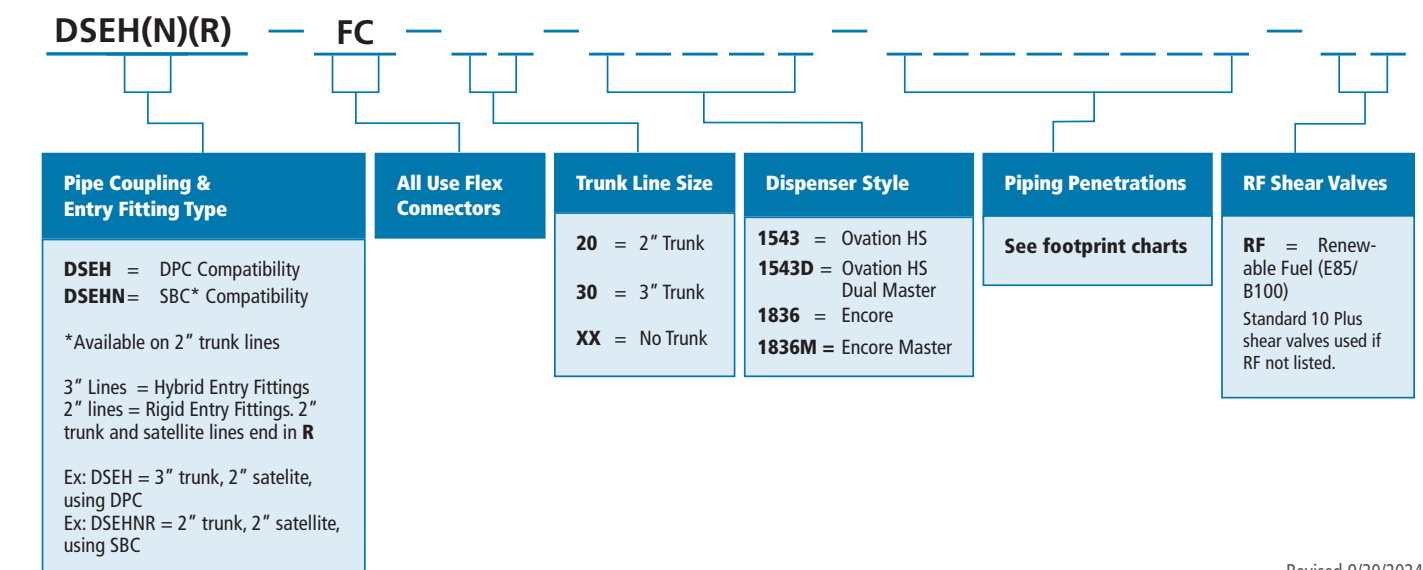 DSEH(N)(R) — FC — — — —
Pipe Coupling &
Entry Fitting Type
DSEH = DPC Compatibility
DSEHN= SBC* Compatibility
*Available on 2" trunk lines
3" Lines = Hybrid Entry Fittings
2" lines = Rigid Entry Fittings. 2"
trunk and satellite lines end in R
Ex: DSEH = 3" trunk, 2" satelite,
using DPC
Ex: DSEHNR = 2" trunk, 2" satellite,
using SBC
All Use Flex
Connectors
Trunk Line Size
20 = 2" Trunk
30 = 3" Trunk
XX = No Trunk
Dispenser Style
1543 = Ovation HS
1543D = Ovation HS
Dual Master
1836 = Encore
1836M = Encore Master
Piping Penetrations
See footprint charts
RF Shear Valves
RF = Renew-
able Fuel (E85/
B100)
Standard 10 Plus
shear valves used if
RF not listed.